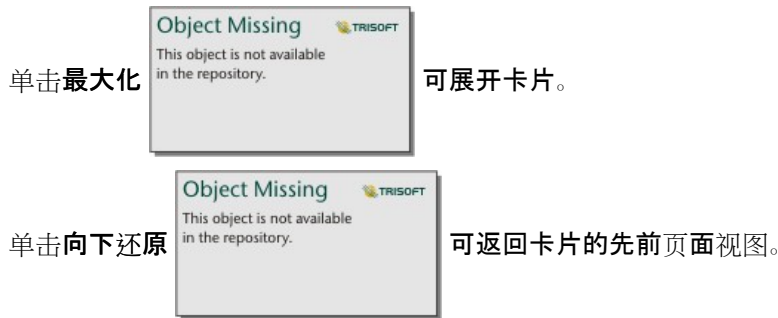 Object Missing TRISOFT
This object is not available
单击最大化 in the repository. 可展开卡片。
Object Missing TRISOFT
This object is not available
单击向下还原 in the repository. 可返回卡片的先前页面视图。